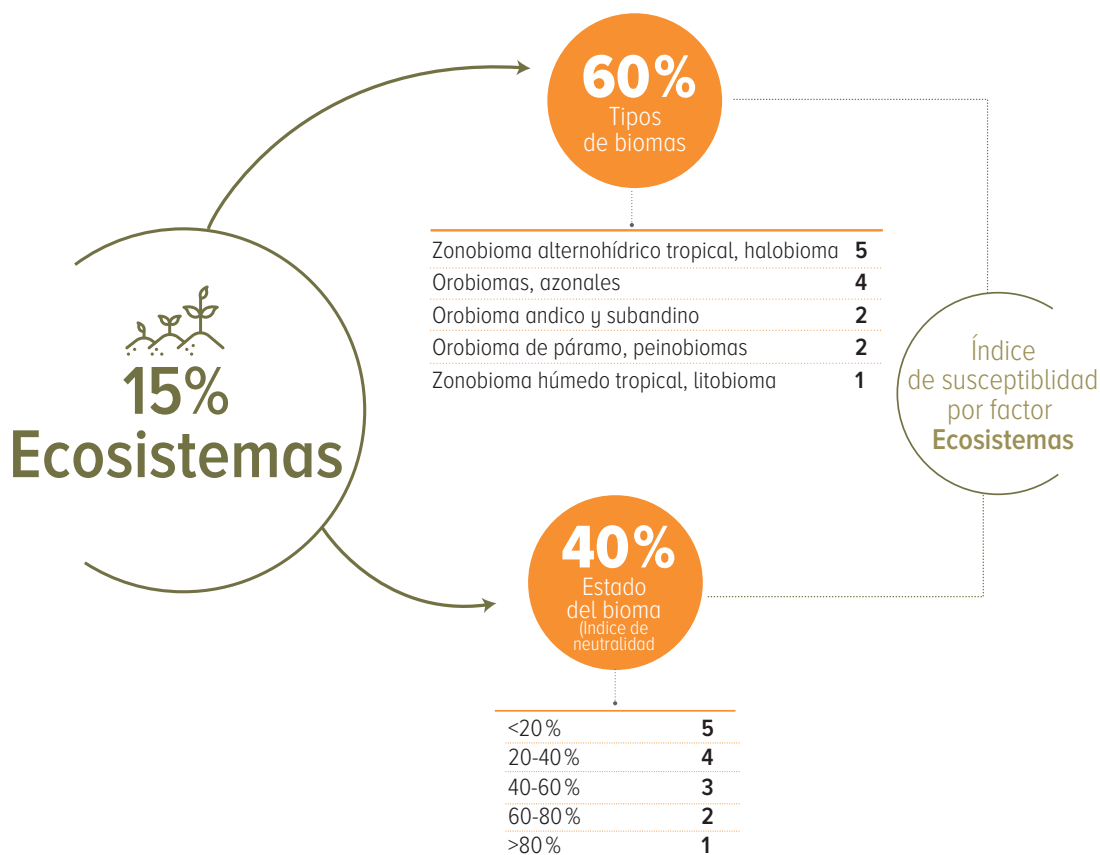 60%
Tipos
de biomas
Zonobioma alternohídrico tropical, halobioma 5
Orobiomas, azonales 4
Orobioma andico y subandino 2
Orobioma de páramo, peinobiomas 2
Zonobioma húmedo tropical, litobioma 1
15%
Ecosistemas
Índice
de susceptiblidad
por factor
Ecosistemas
40%
Estado
del bioma
(Indice de
neutralidad
<20% 5
20-40% 4
40-60% 3
60-80% 2
>80% 1